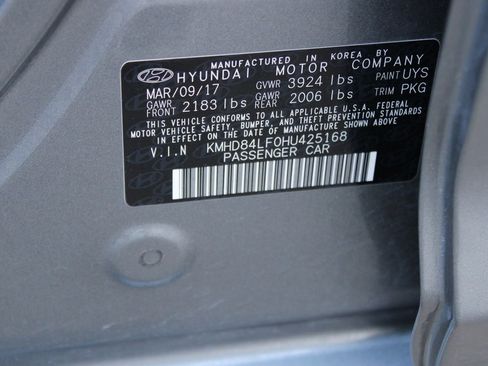 MANUFACTURED IN KOREA BY
HYUNDAI MOTOR COMPANY
MAR/09/17 GVWR 3924 lbs PAINT UYS
GAWR FRONT 2183 lbs GAWR REAR 2006 lbs TRIM PKG
THIS VEHICLE CONFORMS TO ALL APPLICABLE U.S.A. FEDERAL
MOTOR VEHICLE SAFETY, BUMPER, AND THEFT PREVENTION
STANDARDS IN EFFECT ON THE DATE OF MANUFACTURE SHOWN ABOVE.
V.I.N KMHD84LF0HU425168
PASSENGER CAR